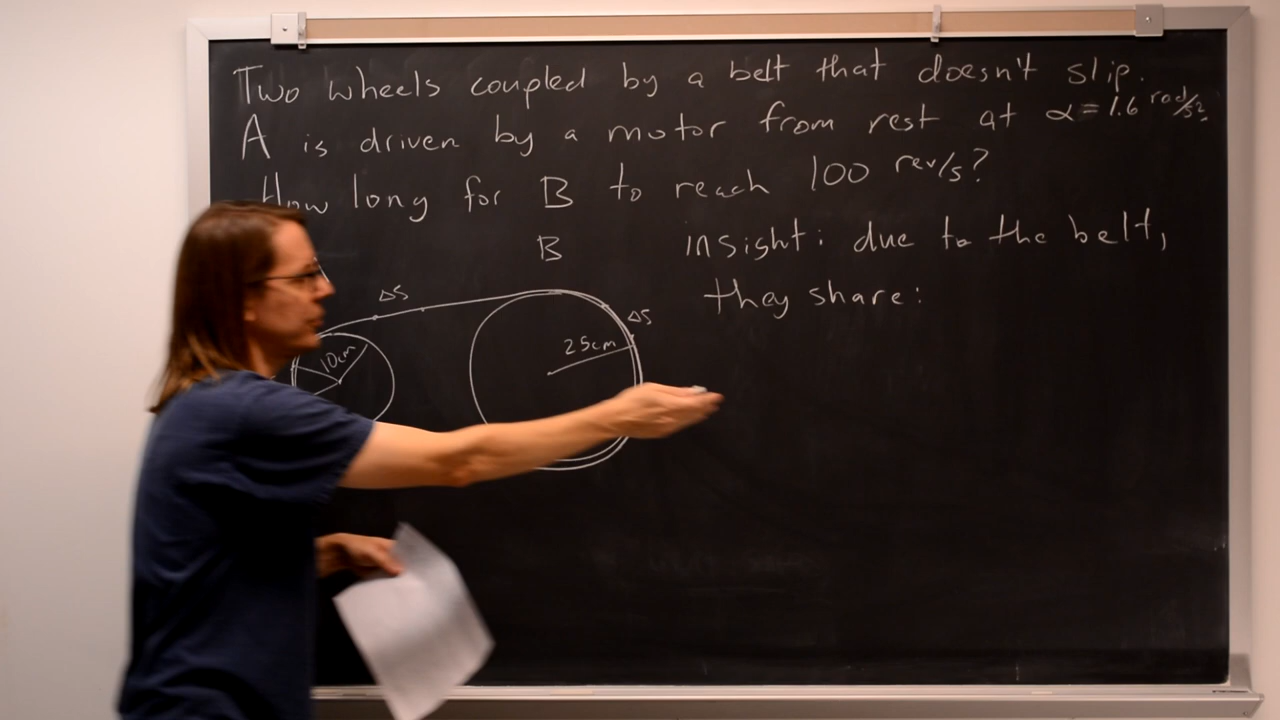 Two wheels coupled by a belt that doesn't slip.
A is driven by a motor from rest at α = 1.6 rad/s²
How long for B to reach 100 rev/s?
B
insight: due to the belt,
they share:
ΔS
ΔS
10cm
25cm